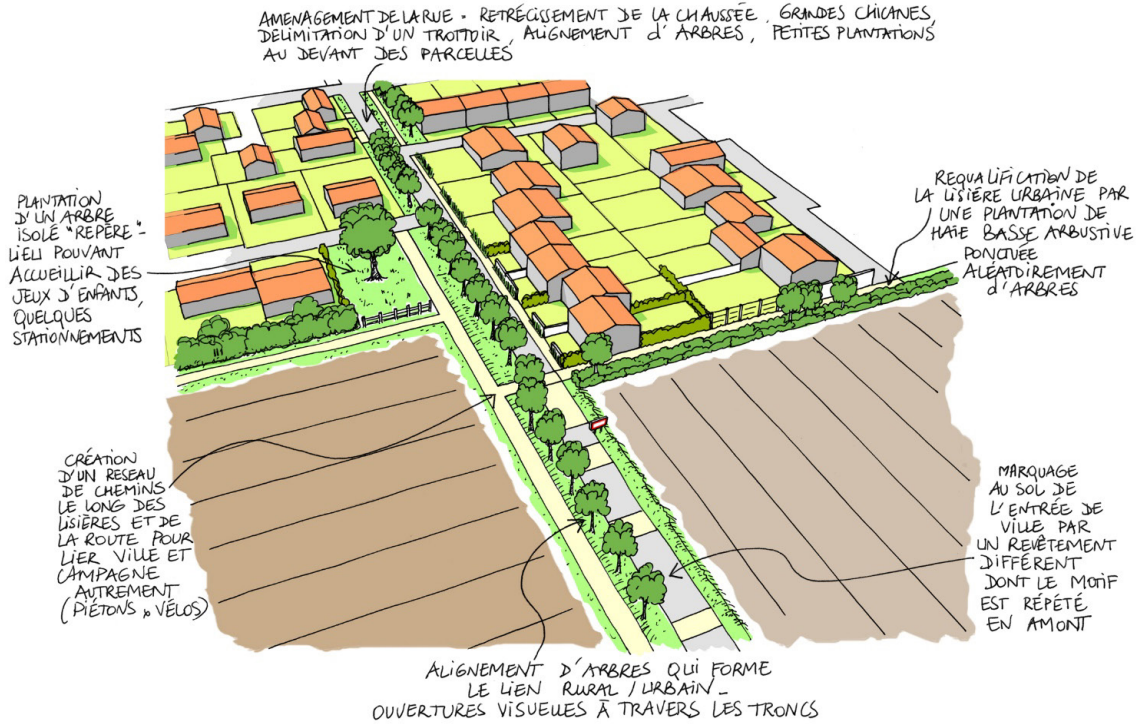 AMENAGEMENT DE LA RUE - RETRÉCISSEMENT DE LA CHAUSSÉE, GRANDES CHICANES,
DELIMITATION D'UN TROTTOIR, ALIGNEMENT d'ARBRES, PETITES PLANTATIONS
AU DEVANT DES PARCELLES
PLANTATION
D'UN ARBRE
ISOLÉ "REPÈRE" -
LIEU POUVANT
ACCUEILLIR DES
JEUX D'ENFANTS,
QUELQUES
STATIONNEMENTS
REQUALIFICATION DE
LA LISIÈRE URBAINE PAR
UNE PLANTATION DE
HAIE BASSE ARBUSTIVE
PONCTUÉE
ALÉATOIREMENT
d'ARBRES
CRÉATION
D'UN RESEAU
DE CHEMINS
LE LONG DES
LISIÈRES ET DE
LA ROUTE POUR
LIER VILLE ET
CAMPAGNE
AUTREMENT
(PIÉTONS & VÉLOS)
MARQUAGE
AU SOL DE
L'ENTRÉE DE
VILLE PAR
UN REVÊTEMENT
DIFFÉRENT
DONT LE MOTIF
EST RÉPÉTÉ
EN AMONT
ALIGNEMENT D'ARBRES QUI FORME
LE LIEN RURAL / URBAIN -
OUVERTURES VISUELLES À TRAVERS LES TRONCS